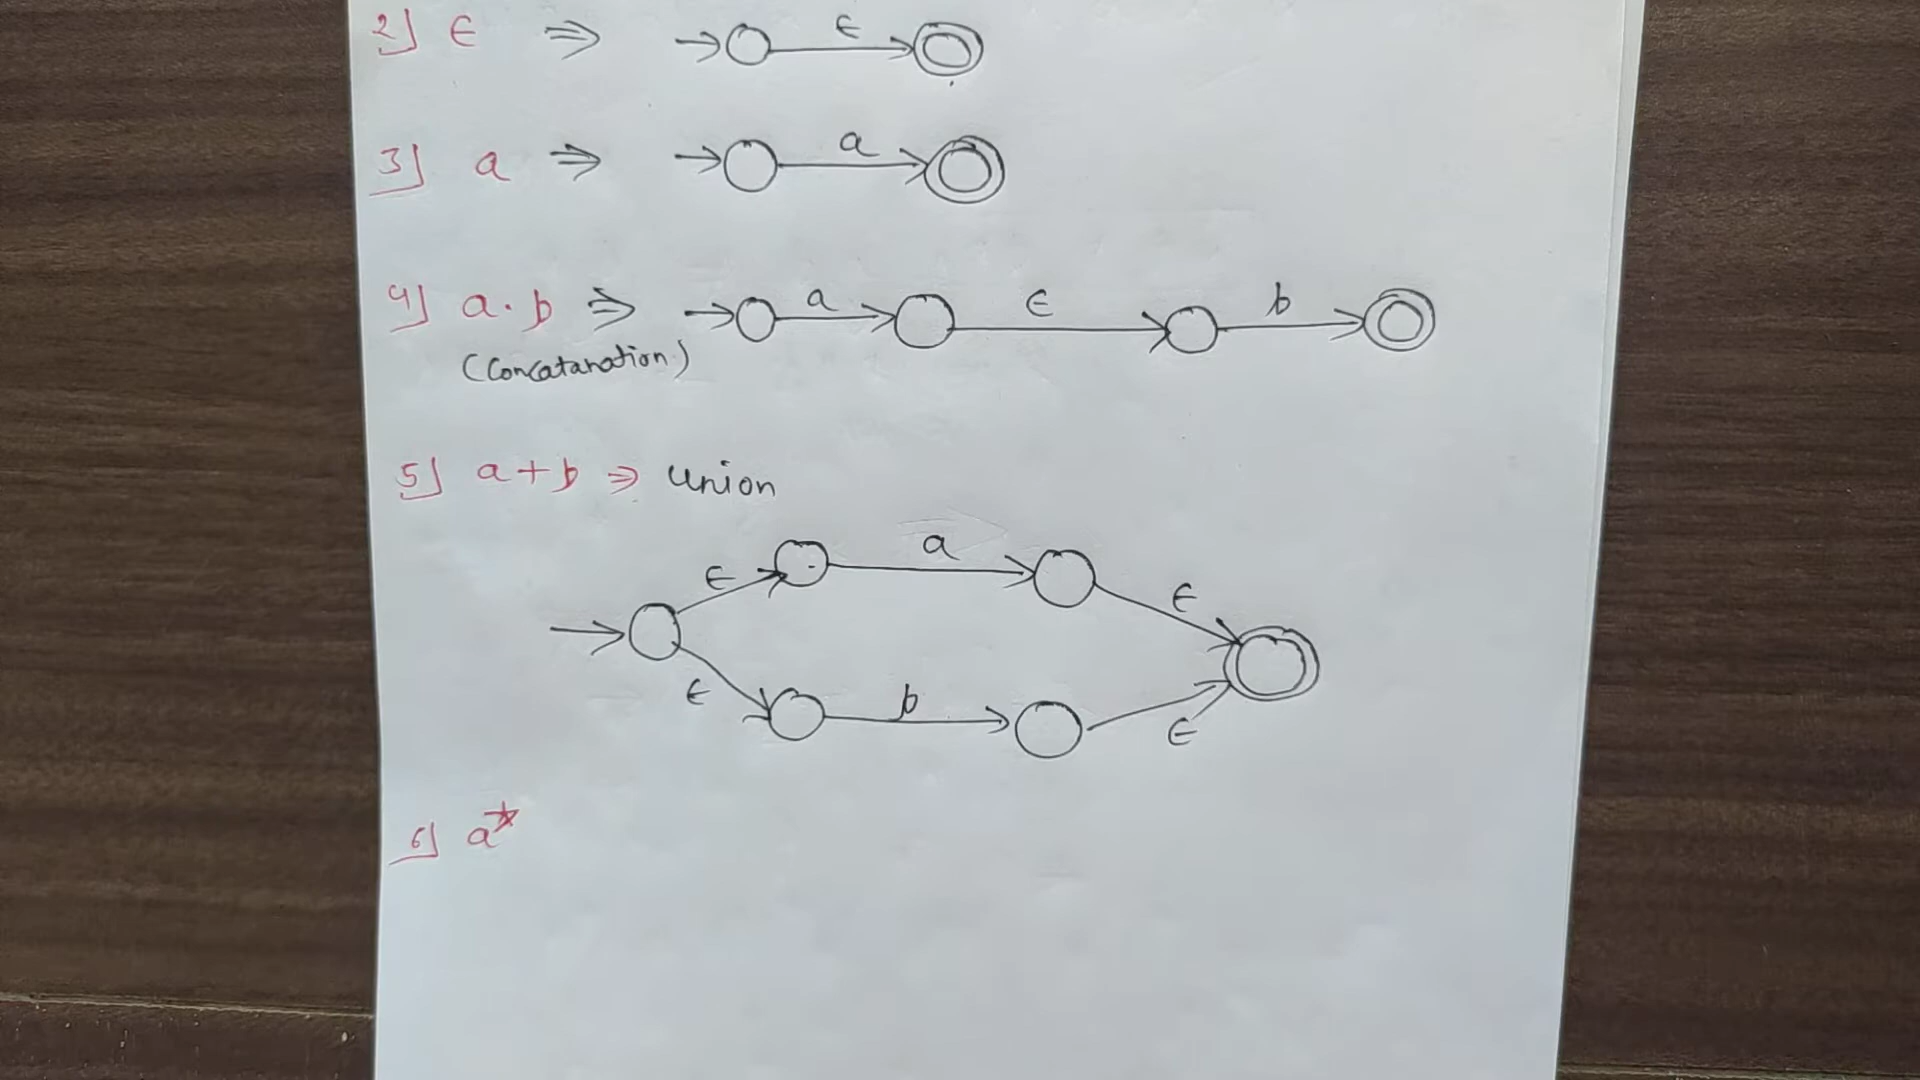 2] ϵ ⇒ ϵ
3] a ⇒ a
4] a.b ⇒ a ϵ b
(Concatanation)
5] a+b ⇒ Union
ϵ a ϵ
ϵ b ϵ
6] a*